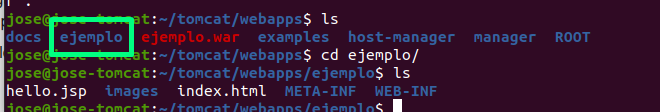 jose@jose-tomcat:~/tomcat/webapps$ ls
docs ejemplo ejemplo.war examples host-manager manager ROOT
jose@jose-tomcat:~/tomcat/webapps$ cd ejemplo/
jose@jose-tomcat:~/tomcat/webapps/ejemplo$ ls
hello.jsp images index.html META-INF WEB-INF
jose@jose-tomcat:~/tomcat/webapps/ejemplo$